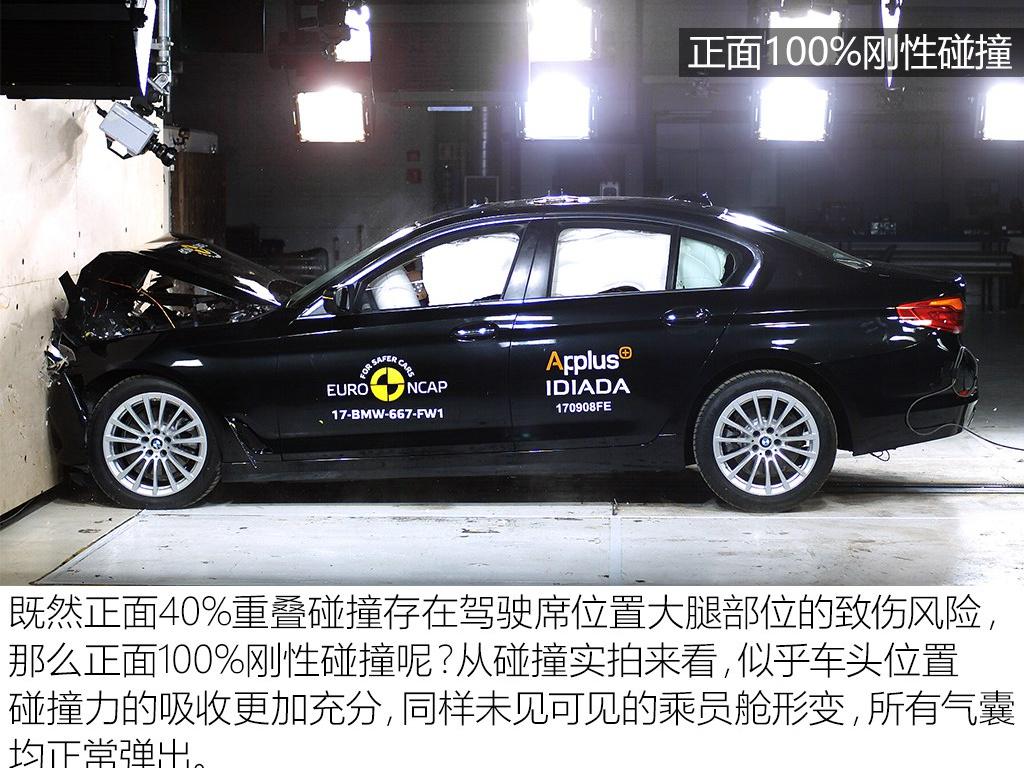 正面100%刚性碰撞
FOR SAFER CARS
EURO NCAP
17-BMW-667-FW1
Applus+
IDIADA
170908FE
既然正面40%重叠碰撞存在驾驶席位置大腿部位的致伤风险，
那么正面100%刚性碰撞呢？从碰撞实拍来看，似乎车头位置
碰撞力的吸收更加充分，同样未见可见的乘员舱形变，所有气囊
均正常弹出。